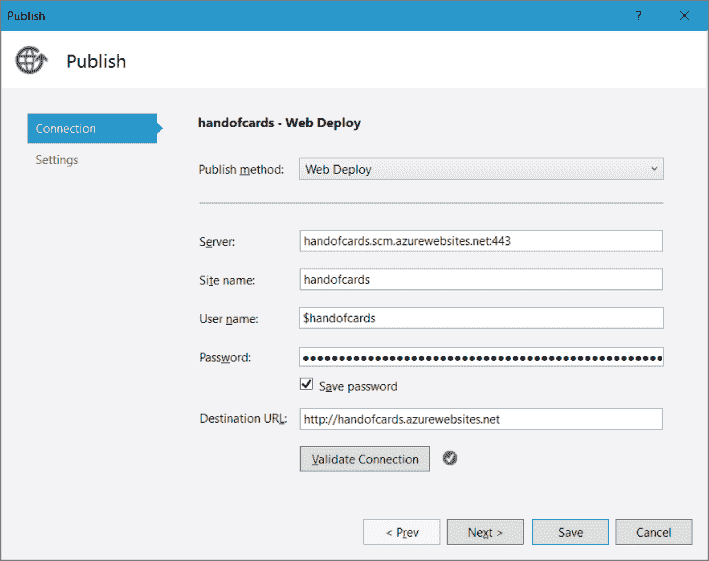 Publish
?
Publish
Connection
Settings
handofcards - Web Deploy
Publish method: Web Deploy
Server: handofcards.scm.azurewebsites.net:443
Site name: handofcards
User name: $handofcards
Password: ••••••••••••••••••••••••••••••••••••••••••••••••••
Save password
Destination URL: http://handofcards.azurewebsites.net
Validate Connection
< Prev Next > Save Cancel